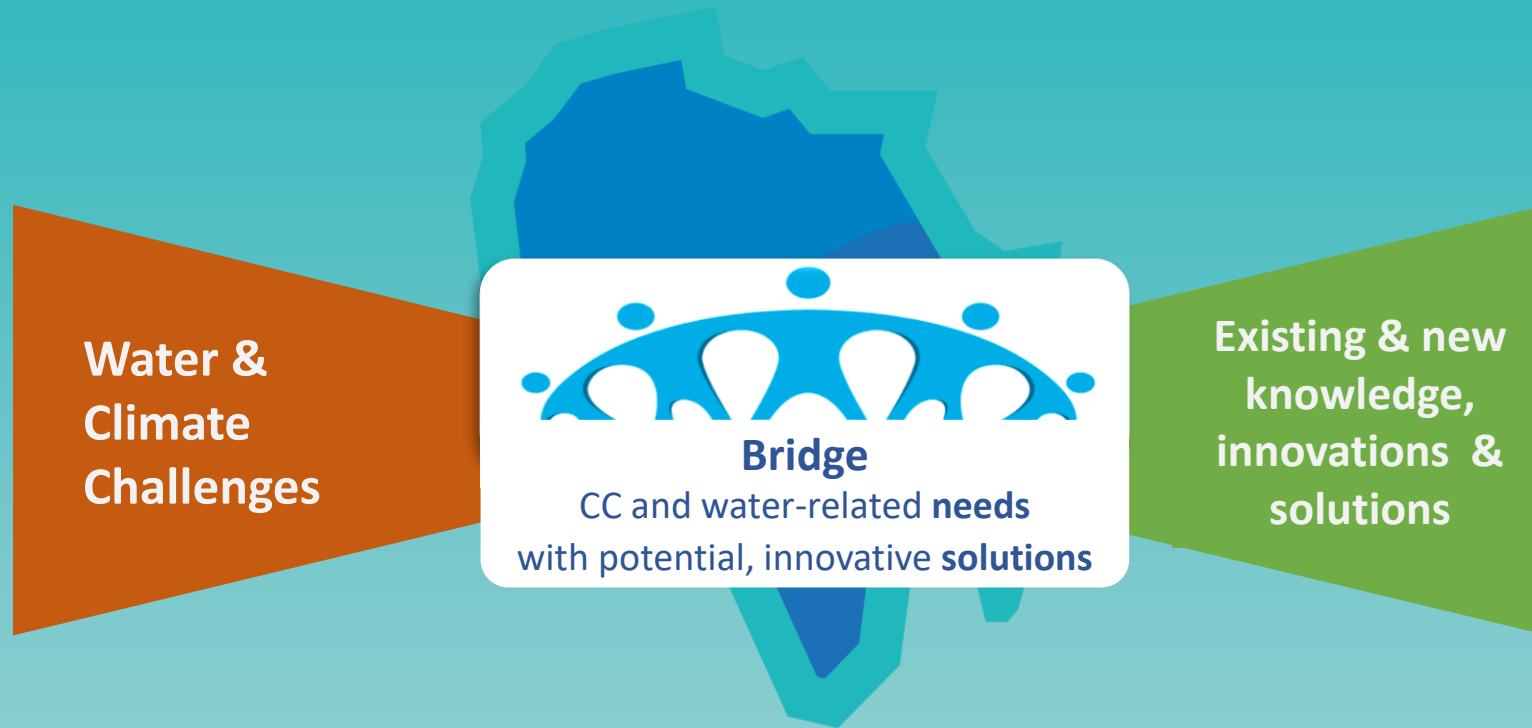 Water &
Climate
Challenges
Bridge
CC and water-related needs
with potential, innovative solutions
Existing & new
knowledge,
innovations &
solutions